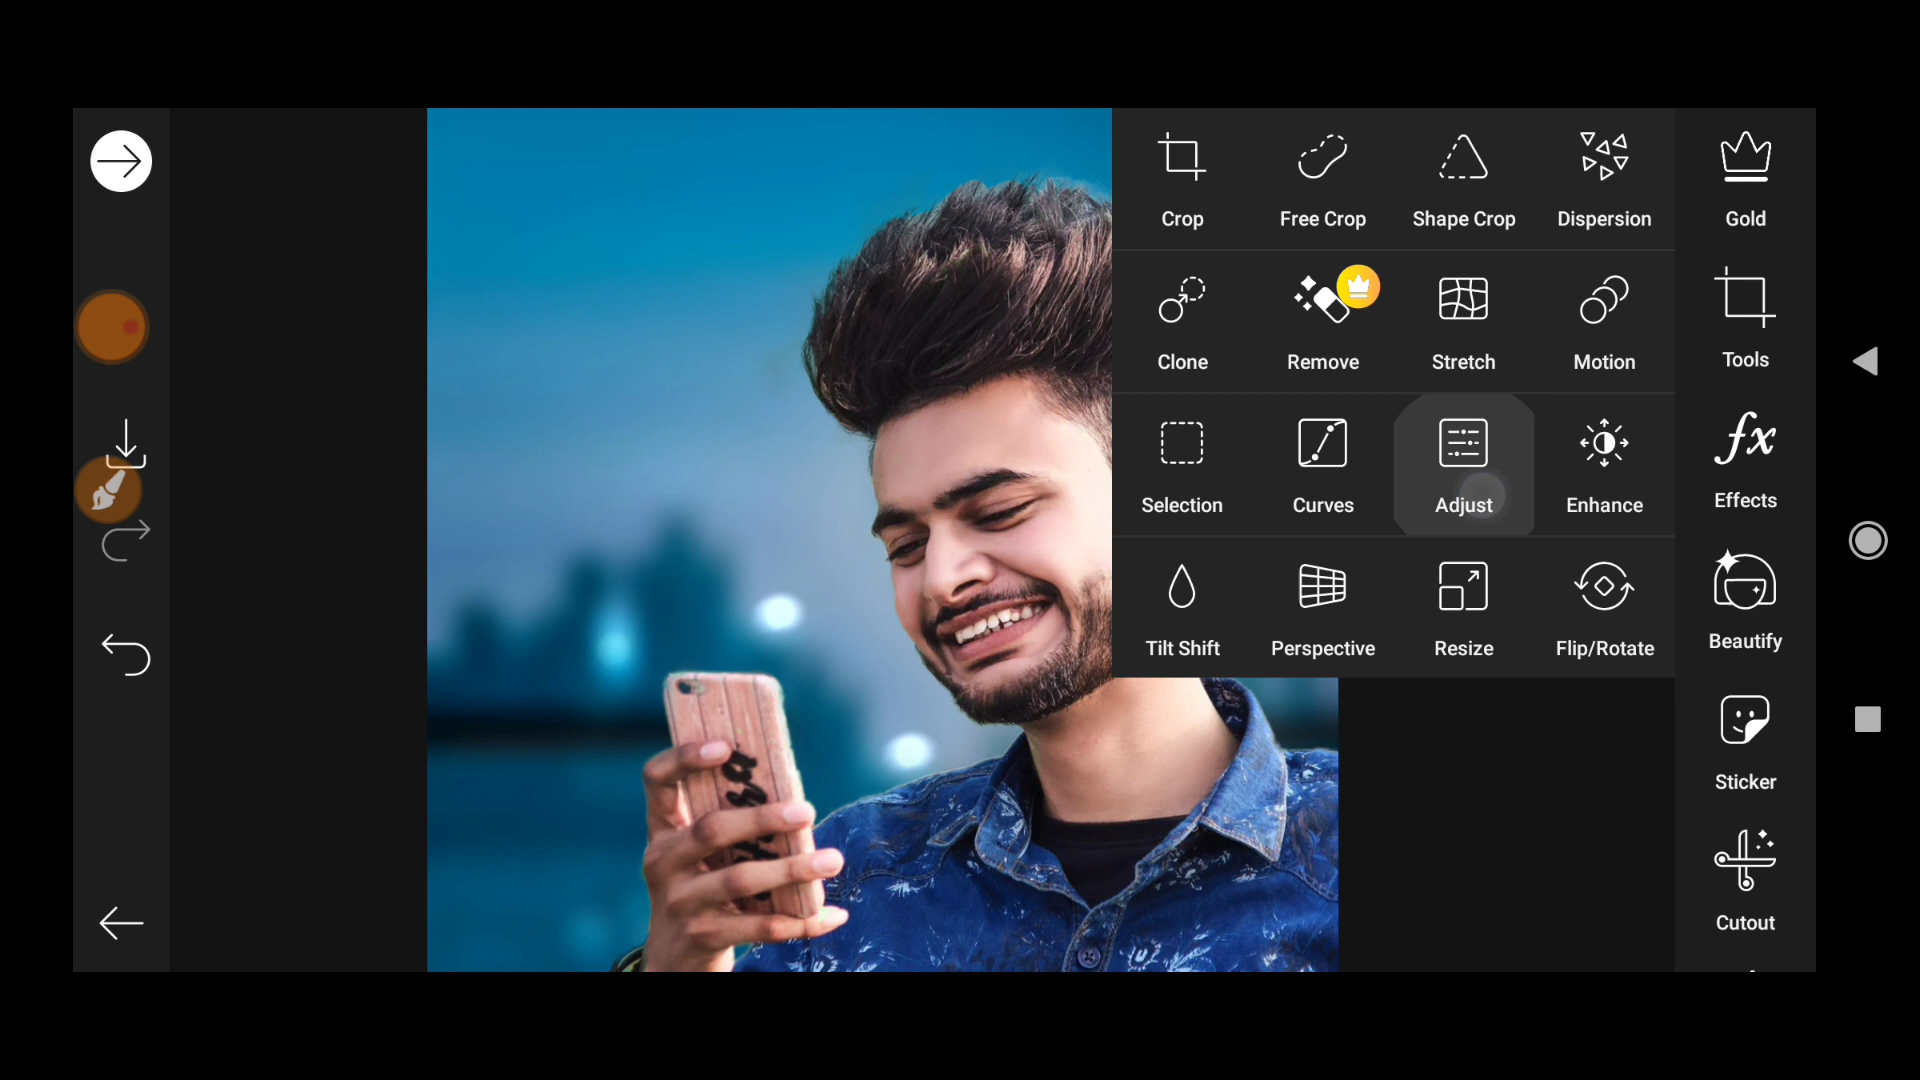 Crop Free Crop Shape Crop Dispersion Gold
Clone Remove Stretch Motion Tools
Selection Curves Adjust Enhance Effects
Tilt Shift Perspective Resize Flip/Rotate Beautify
Sticker
Cutout